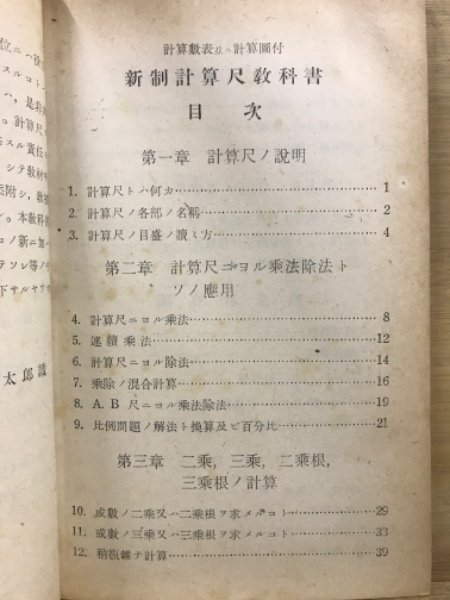 計算數表並ニ計算圖付
新制計算尺敎科書
目次
第一章 計算尺ノ說明
1. 計算尺トハ何カ……1
2. 計算尺ノ各部ノ名稱……2
3. 計算尺ノ目盛ノ讀ミ方……4
第二章 計算尺ニヨル乘法除法ト
ソノ應用
4. 計算尺ニヨル乘法……8
5. 連續乘法……12
6. 計算尺ニヨル除法……14
7. 乘除ノ混合計算……16
8. A. B 尺ニヨル乘法除法……19
9. 比例問題ノ解法ト換算及ビ百分比……21
第三章 二乘, 三乘, 二乘根,
三乘根ノ計算
10. 或數ノ二乘又ハ二乘根ヲ求メルコト……29
11. 或數ノ三乘又ハ三乘根ヲ求メルコト……33
12. 稍複雜ナ計算……39
太郞識